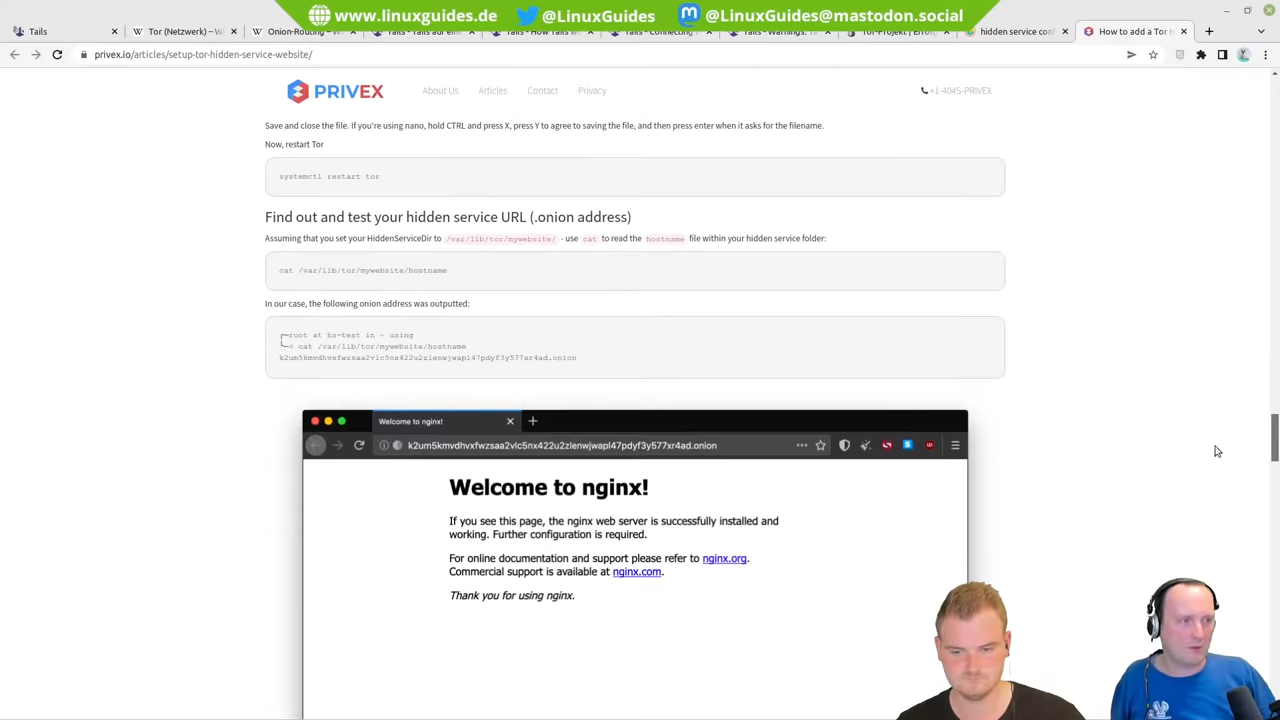 www.linuxguides.de @LinuxGuides @LinuxGuides@mastodon.social
Tails Tor (Netzwerk) – W Onion-Routing – W Tails - Tails auf ei Tails - How Tails w Tails - Connecting Tails - Warnings: Tor-Projekt | hidden service con How to add a Tor
privex.io/articles/setup-tor-hidden-service-website/
PRIVEX About Us Articles Contact Privacy +1-404S-PRIVEX
Save and close the file. If you're using nano, hold CTRL and press X, press Y to agree to saving the file, and then press enter when it asks for the filename.
Now, restart Tor
systemctl restart tor
Find out and test your hidden service URL (.onion address)
Assuming that you set your HiddenServiceDir to /var/lib/tor/mywebsite/ - use cat to read the hostname file within your hidden service folder:
cat /var/lib/tor/mywebsite/hostname
In our case, the following onion address was outputted:
┌─root at hs-test in ~ using
└─○ cat /var/lib/tor/mywebsite/hostname
k2um5kmvdhvxfwzsaa2vlc5nx422u2zlenwjwapl47pdyf3y577xr4ad.onion
Welcome to nginx!
k2um5kmvdhvxfwzsaa2vlc5nx422u2zlenwjwapl47pdyf3y577xr4ad.onion
Welcome to nginx!
If you see this page, the nginx web server is successfully installed and
working. Further configuration is required.
For online documentation and support please refer to nginx.org.
Commercial support is available at nginx.com.
Thank you for using nginx.